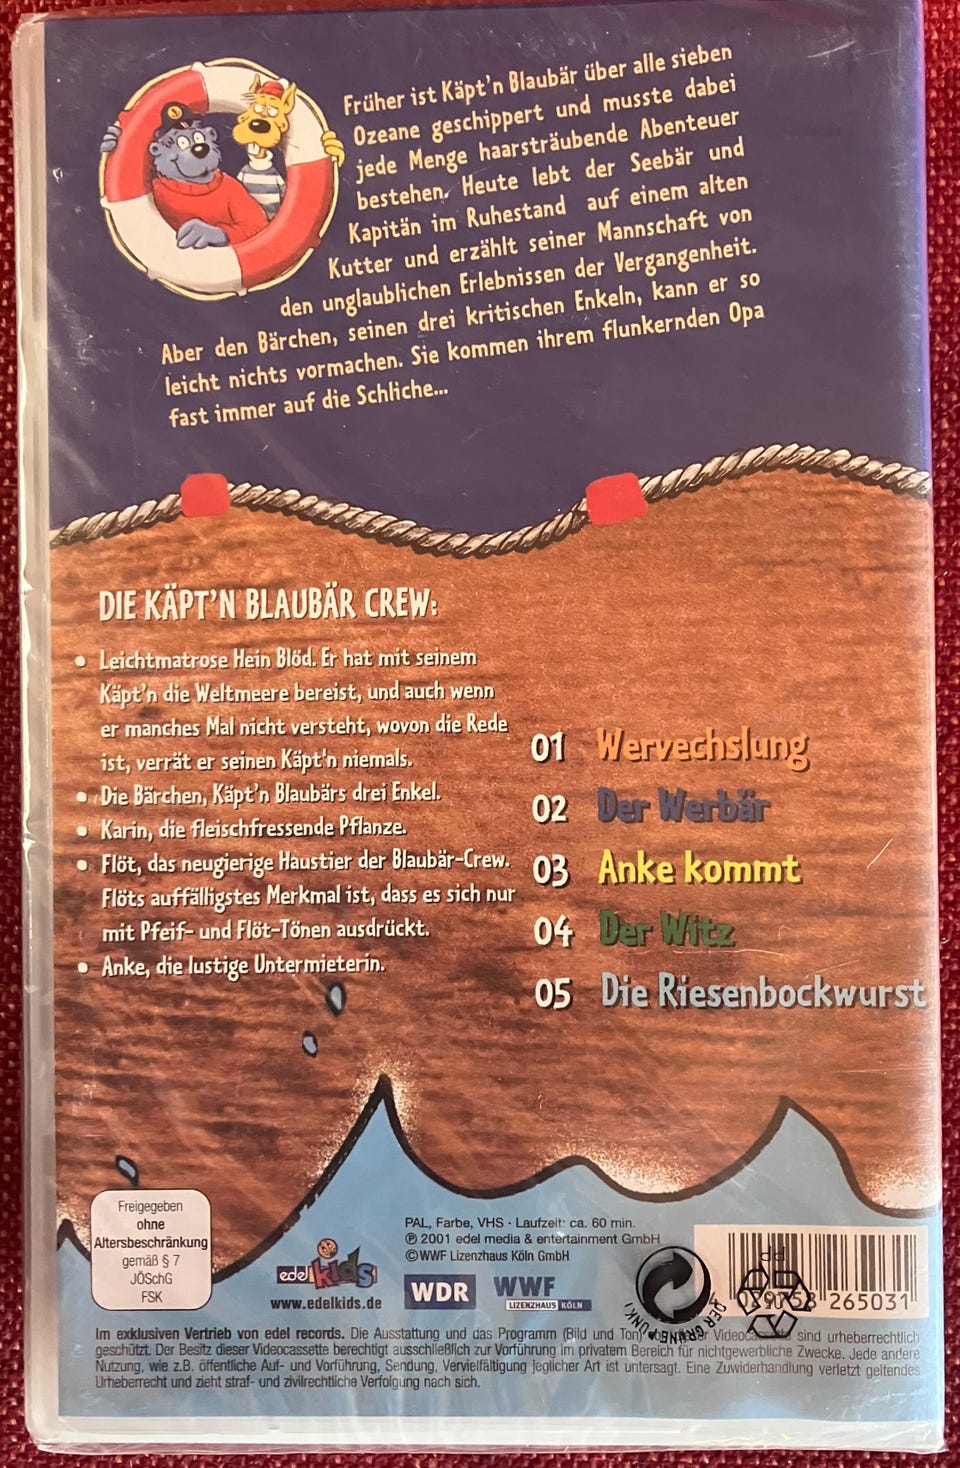 Früher ist Käpt'n Blaubär über alle sieben
Ozeane geschippert und musste dabei
jede Menge haarsträubende Abenteuer
bestehen. Heute lebt der Seebär und
Kapitän im Ruhestand auf einem alten
Kutter und erzählt seiner Mannschaft von
den unglaublichen Erlebnissen der Vergangenheit.
Aber den Bärchen, seinen drei kritischen Enkeln, kann er so
leicht nichts vormachen. Sie kommen ihrem flunkernden Opa
fast immer auf die Schliche...
DIE KÄPT'N BLAUBÄR CREW:
• Leichtmatrose Hein Blöd. Er hat mit seinem
Käpt'n die Weltmeere bereist, und auch wenn
er manches Mal nicht versteht, wovon die Rede
ist, verrät er seinen Käpt'n niemals.
• Die Bärchen, Käpt'n Blaubärs drei Enkel.
• Karin, die fleischfressende Pflanze.
• Flöt, das neugierige Haustier der Blaubär-Crew.
Flöts auffälligstes Merkmal ist, dass es sich nur
mit Pfeif- und Flöt-Tönen ausdrückt.
• Anke, die lustige Untermieterin.
01 Wervechslung
02 Der Werbär
03 Anke kommt
04 Der Witz
05 Die Riesenbockwurst
Freigegeben
ohne
Altersbeschränkung
gemäß § 7
JÖSchG
FSK
edel kids
www.edelkids.de
PAL, Farbe, VHS · Laufzeit: ca. 60 min.
℗ 2001 edel media & entertainment GmbH
© WWF Lizenzhaus Köln GmbH
WDR
WWF
LIZENZHAUS KÖLN
DER GRÜNE PUNKT
PP
265031
Im exklusiven Vertrieb von edel records. Die Ausstattung und das Programm (Bild und Ton) sind urheberrechtlich
geschützt. Der Besitz dieser Videocassette berechtigt ausschließlich zur Vorführung im privatem Bereich für nichtgewerbliche Zwecke. Jede andere
Nutzung, wie z.B. öffentliche Auf- und Vorführung, Sendung, Vervielfältigung jeglicher Art ist untersagt. Eine Zuwiderhandlung verletzt geltendes
Urheberrecht und zieht straf- und zivilrechtliche Verfolgung nach sich.